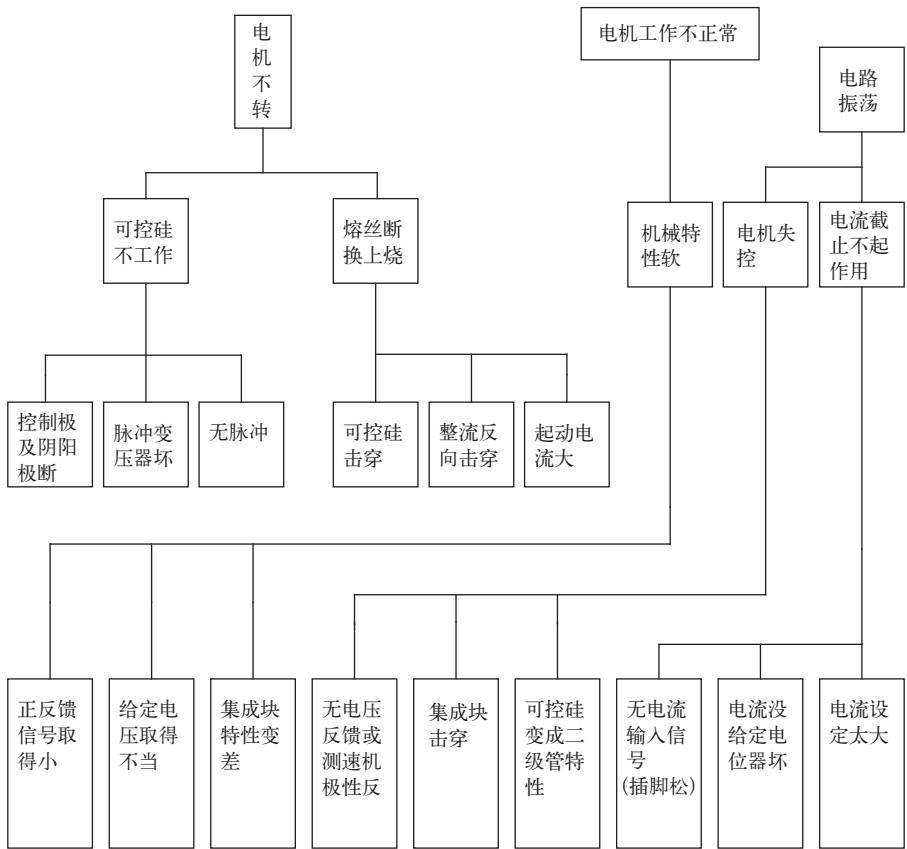 电
机
不
转
电机工作不正常
电路
振荡
可控硅
不工作
熔丝断
换上烧
机械特
性软
电机失
控
电流截
止不起
作用
控制极
及阴阳
极断
脉冲变
压器坏
无脉冲
可控硅
击穿
整流反
向击穿
起动电
流大
正反馈
信号取
得小
给定电
压取得
不当
集成块
特性变
差
无电压
反馈或
测速机
极性反
集成块
击穿
可控硅
变成二
级管特
性
无电流
输入信
号
(插脚松)
电流没
给定电
位器坏
电流设
定太大